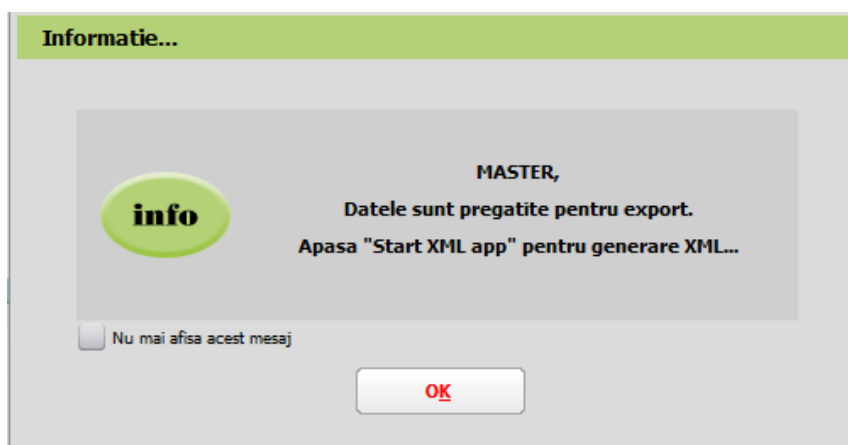 Informatie...
info
MASTER,
Datele sunt pregatite pentru export.
Apasa "Start XML app" pentru generare XML...
Nu mai afisa acest mesaj
OK